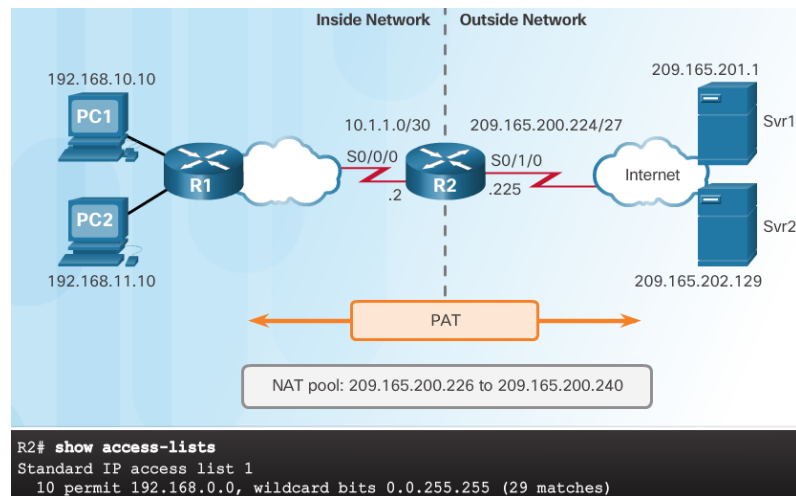 Inside Network
Outside Network
192.168.10.10
209.165.201.1
PC1
10.1.1.0/30
209.165.200.224/27
Svr1
S0/0/0
S0/1/0
Internet
R1
R2
.2
.225
PC2
Svr2
192.168.11.10
209.165.202.129
PAT
NAT pool: 209.165.200.226 to 209.165.200.240
R2# show access-lists
Standard IP access list 1
10 permit 192.168.0.0, wildcard bits 0.0.255.255 (29 matches)